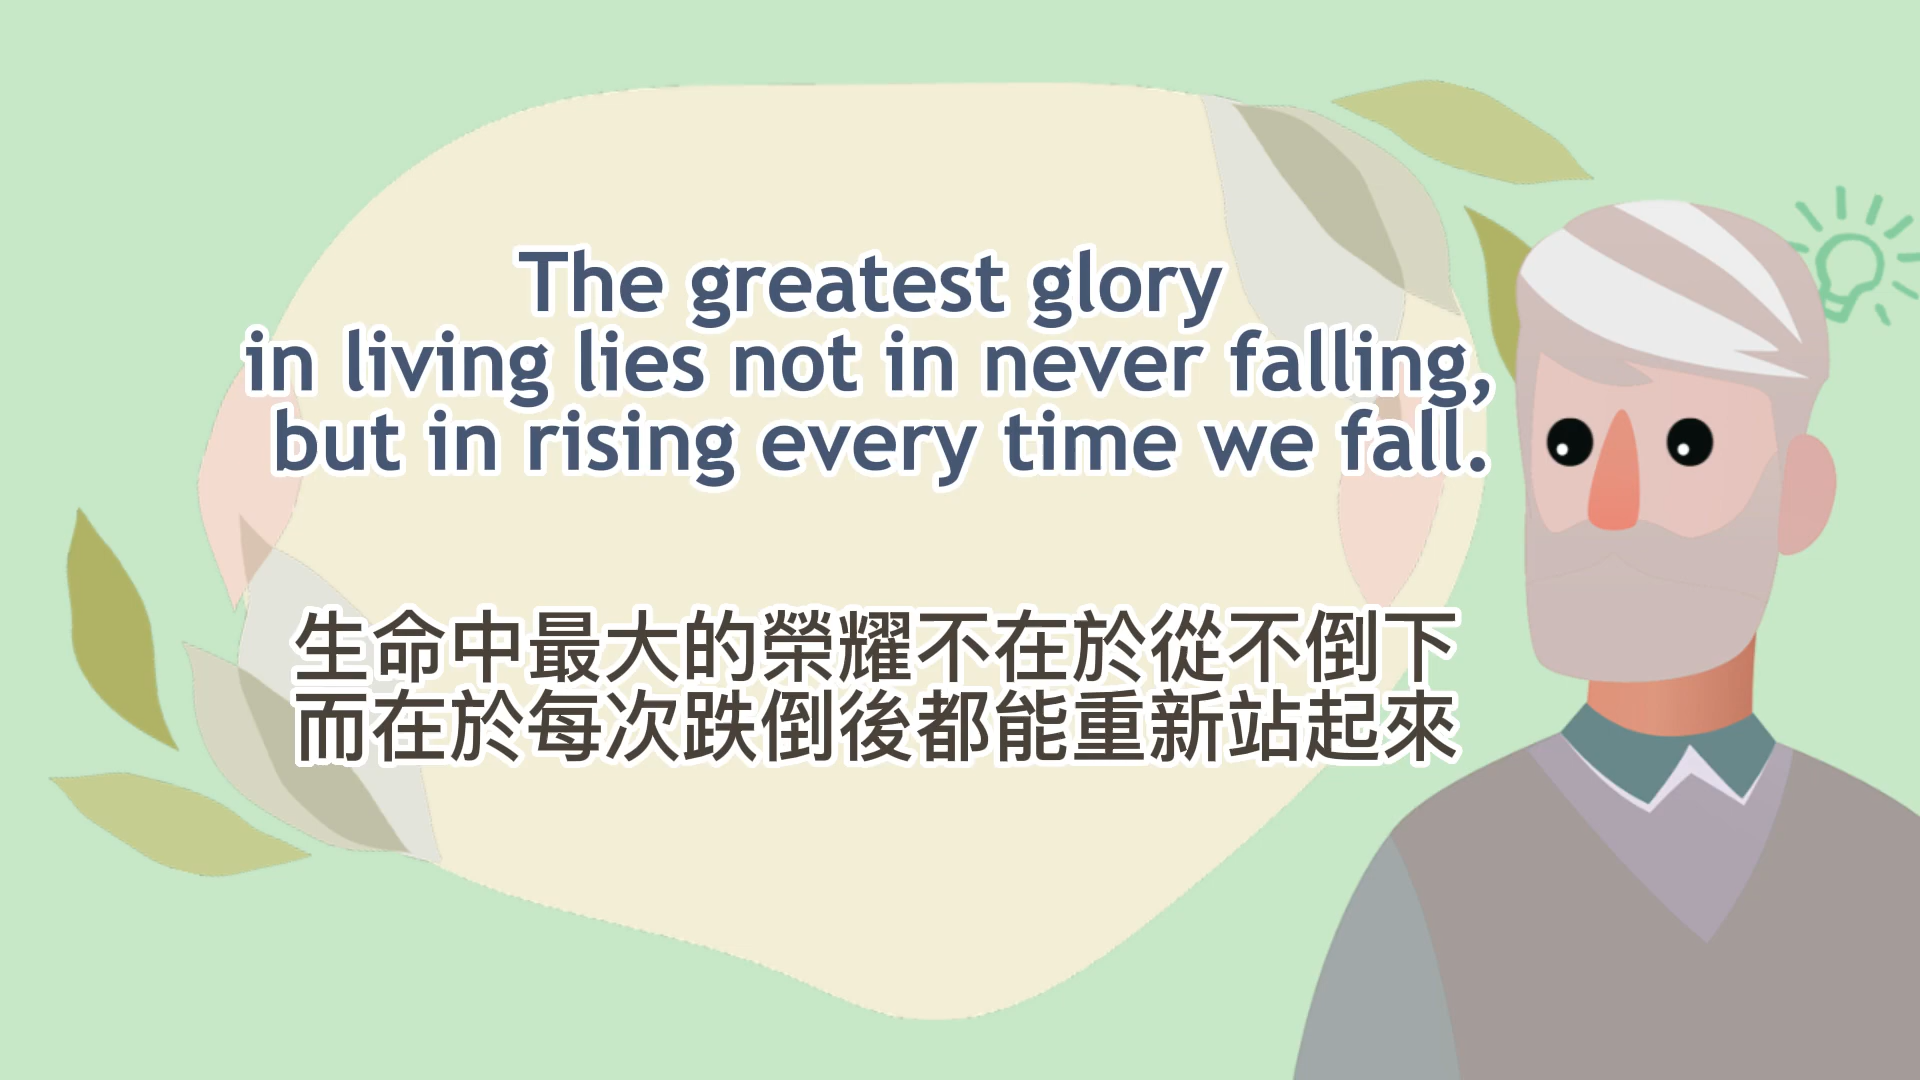 The greatest glory
in living lies not in never falling,
but in rising every time we fall.
生命中最大的榮耀不在於從不倒下
而在於每次跌倒後都能重新站起來